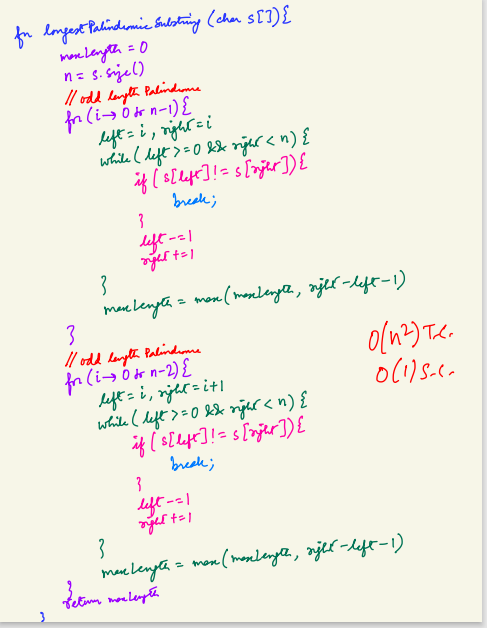 fn longest Palindromic Substring (char s[]){
maxLength = 0
n = s.size()
// odd length Palindrome
for (i→ 0 to n-1){
left = i, right = i
while ( left >= 0 && right < n) {
if ( s[left] != s[right]){
break;
}
left -= 1
right += 1
}
maxLength = max(maxLength, right-left-1)
}
// odd length Palindrome
for (i→ 0 to n-2){
left = i, right = i+1
while ( left >= 0 && right < n) {
if ( s[left] != s[right]){
break;
}
left -= 1
right += 1
}
maxLength = max(maxLength, right-left-1)
}
return maxLength
}
O(n²) T.C.
O(1) S.C.